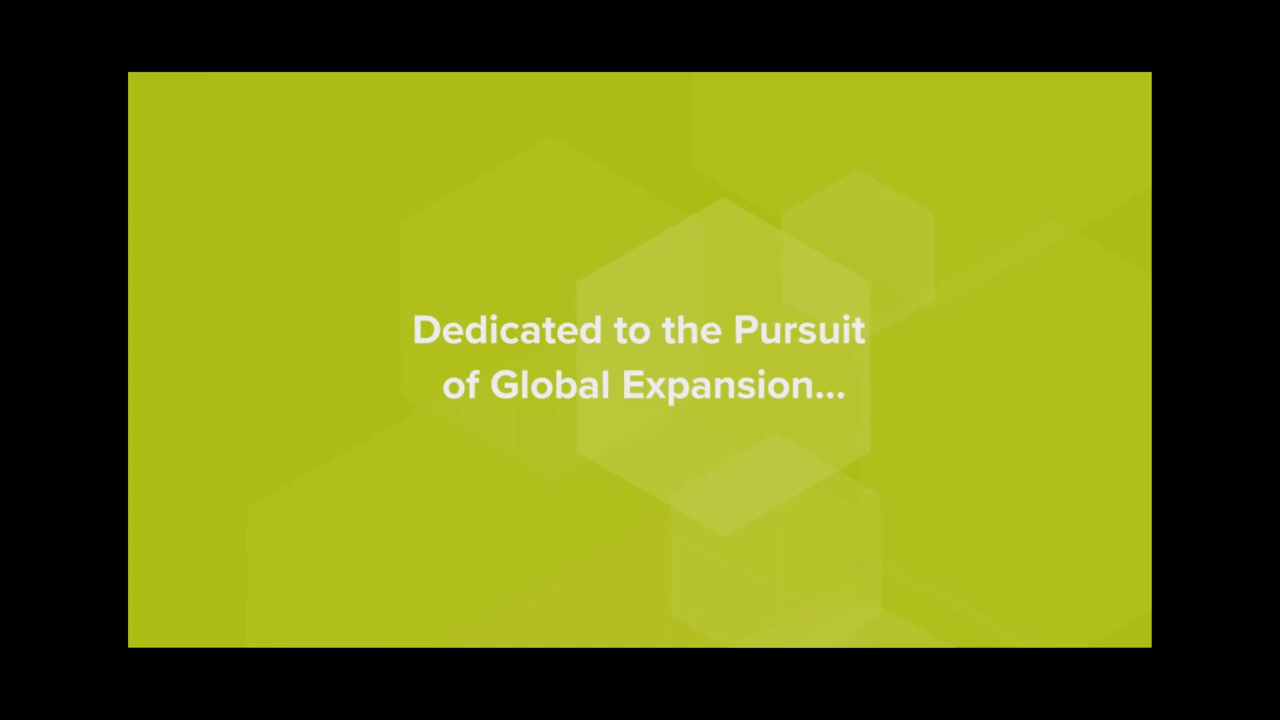 Dedicated to the Pursuit
of Global Expansion...